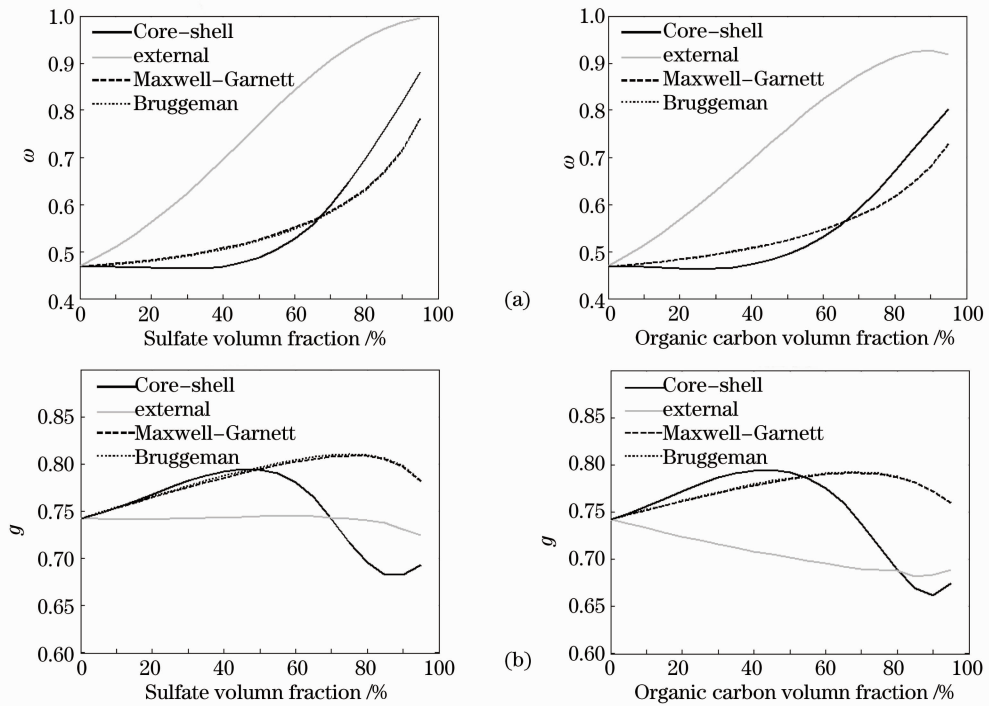 1.0
0.9
0.8
0.7
0.6
0.5
0.4
ω
Core-shell
external
Maxwell-Garnett
Bruggeman
0 20 40 60 80 100
Sulfate volumn fraction /%
1.0
0.9
0.8
0.7
0.6
0.5
0.4
ω
Core-shell
external
Maxwell-Garnett
Bruggeman
0 20 40 60 80 100
Organic carbon volumn fraction /%
(a)
0.85
0.80
0.75
0.70
0.65
0.60
g
Core-shell
external
Maxwell-Garnett
Bruggeman
0 20 40 60 80 100
Sulfate volumn fraction /%
0.85
0.80
0.75
0.70
0.65
0.60
g
Core-shell
external
Maxwell-Garnett
Bruggeman
0 20 40 60 80 100
Organic carbon volumn fraction /%
(b)